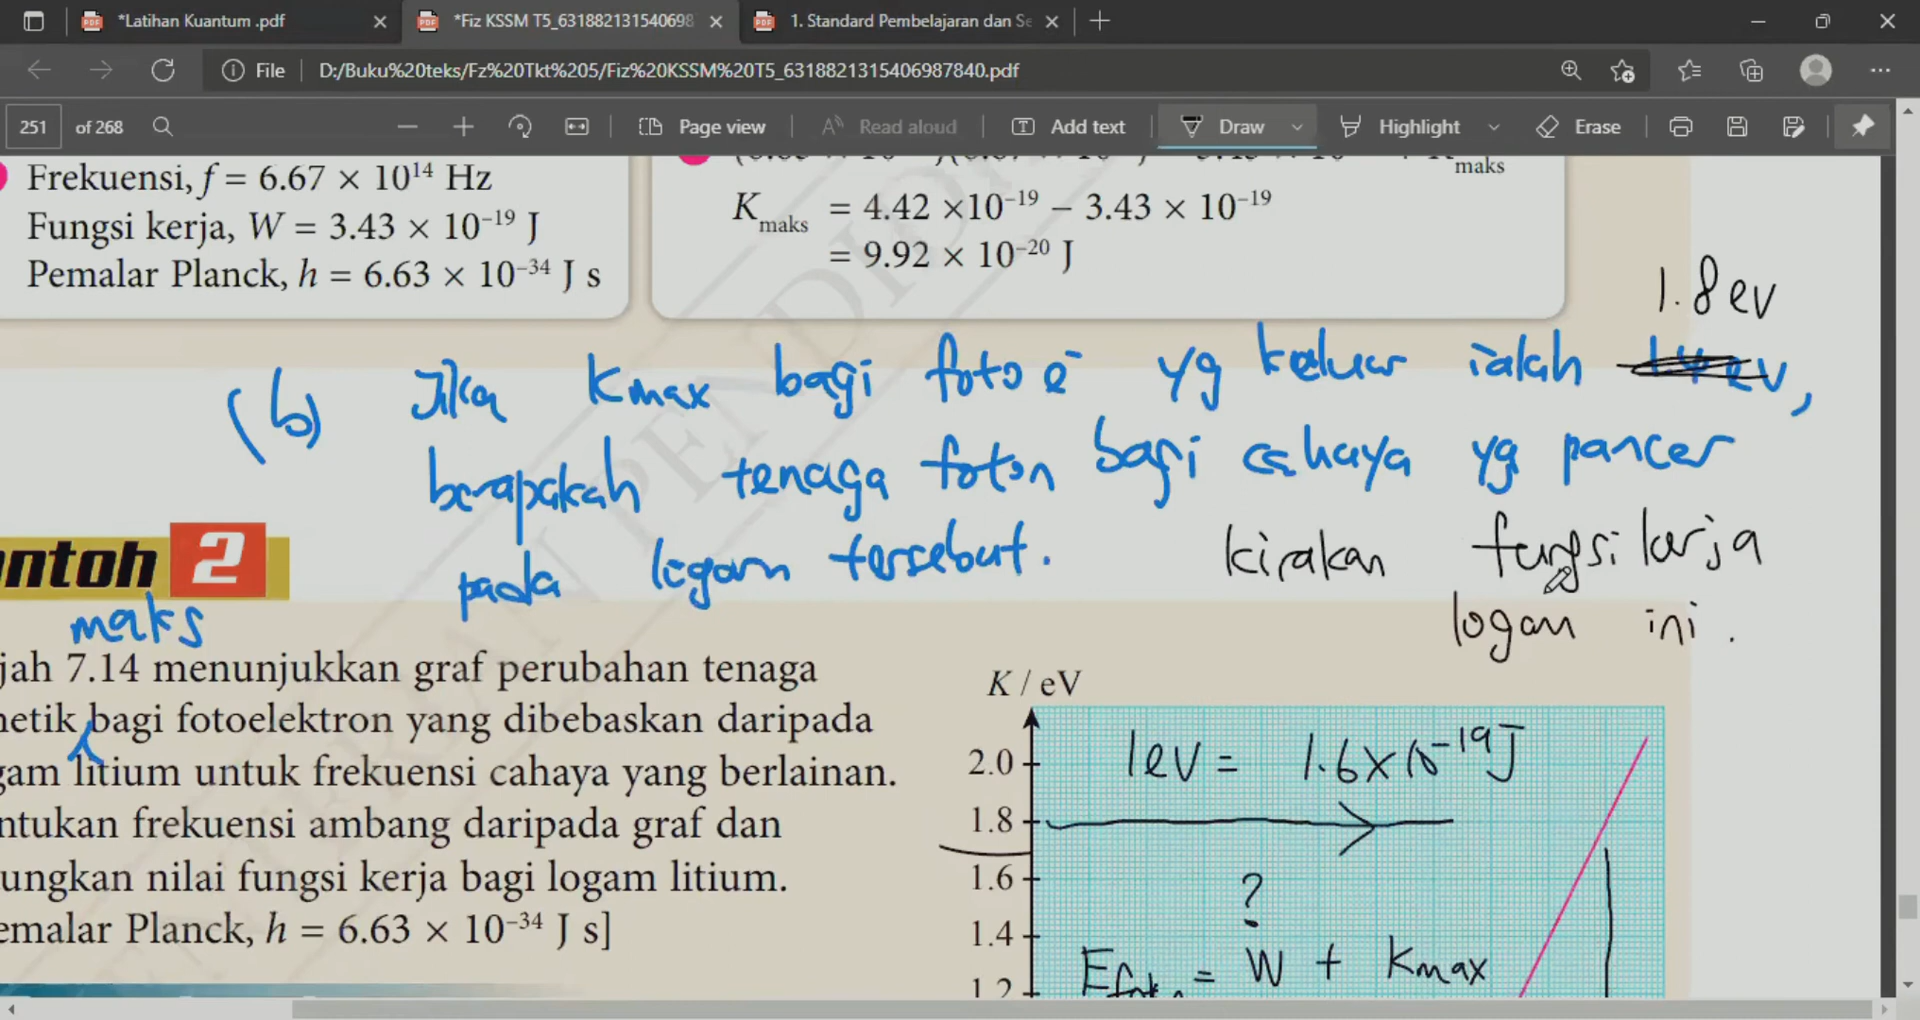 *Latihan Kuantum .pdf
*Fiz KSSM T5_631882131540698
1. Standard Pembelajaran dan Se
File
D:/Buku%20teks/Fz%20Tkt%205/Fiz%20KSSM%20T5_6318821315406987840.pdf
251 of 268
Page view
Read aloud
Add text
Draw
Highlight
Erase
Frekuensi, f = 6.67 × 10¹⁴ Hz
Fungsi kerja, W = 3.43 × 10⁻¹⁹ J
Pemalar Planck, h = 6.63 × 10⁻³⁴ J s
maks
Kmaks = 4.42 ×10⁻¹⁹ – 3.43 × 10⁻¹⁹
= 9.92 × 10⁻²⁰ J
1.8 ev
(b) Jika Kmax bagi foto e⁻ yg keluar ialah ev,
berapakah tenaga foton bagi cahaya yg pancar
pada logam tersebut.
kirakan fungsi kerja
logam ini.
ntoh 2
maks
jah 7.14 menunjukkan graf perubahan tenaga
netik bagi fotoelektron yang dibebaskan daripada
gam litium untuk frekuensi cahaya yang berlainan.
ntukan frekuensi ambang daripada graf dan
ungkan nilai fungsi kerja bagi logam litium.
emalar Planck, h = 6.63 × 10⁻³⁴ J s]
K / eV
2.0
1ev = 1.6×10⁻¹⁹J
1.8
1.6
?
1.4
= W + Kmax
1.2